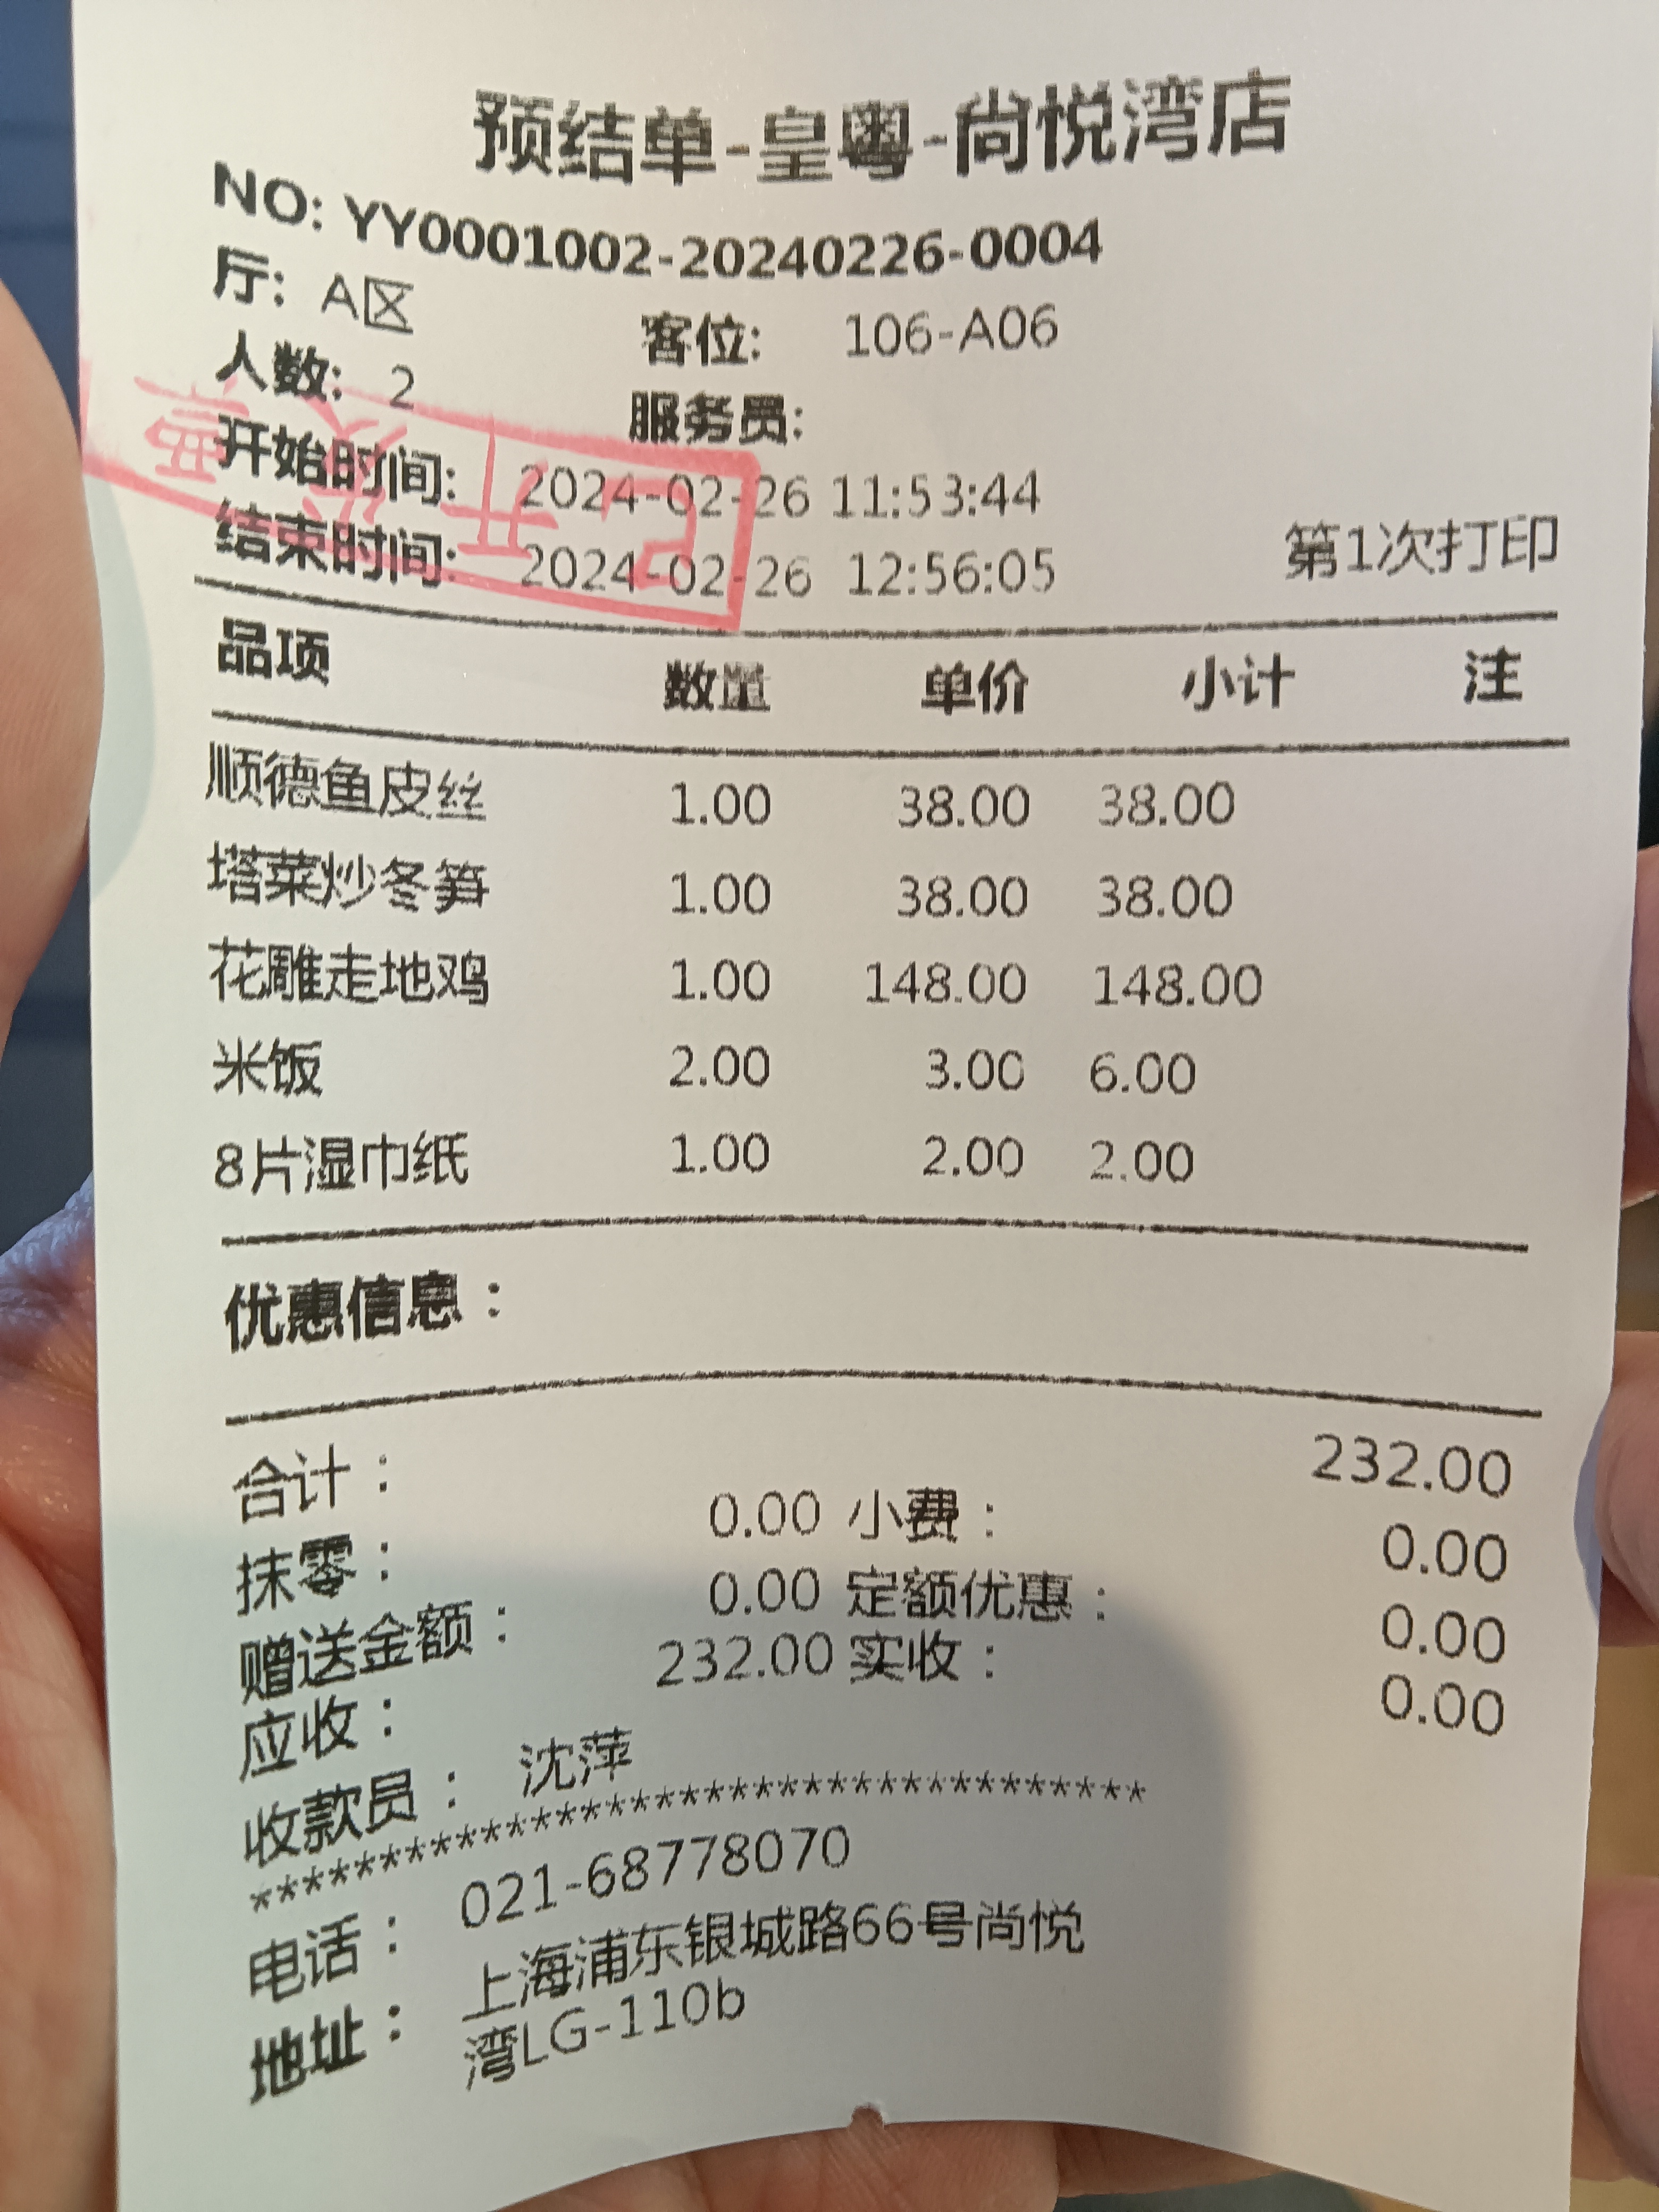 预结单-皇粤-尚悦湾店
NO: YY0001002-20240226-0004
厅: A区 客位: 106-A06
人数: 2 服务员:
开始时间: 2024-02-26 11:53:44
结束时间: 2024-02-26 12:56:05 第1次打印
已开发票
品项 数量 单价 小计 注
顺德鱼皮丝 1.00 38.00 38.00
塔菜炒冬笋 1.00 38.00 38.00
花雕走地鸡 1.00 148.00 148.00
米饭 2.00 3.00 6.00
8片湿巾纸 1.00 2.00 2.00
优惠信息：
合计： 232.00
抹零： 0.00 小费： 0.00
赠送金额： 0.00 定额优惠： 0.00
应收： 232.00 实收： 0.00
收款员： 沈萍
***********************************
电话： 021-68778070
地址： 上海浦东银城路66号尚悦
湾LG-110b